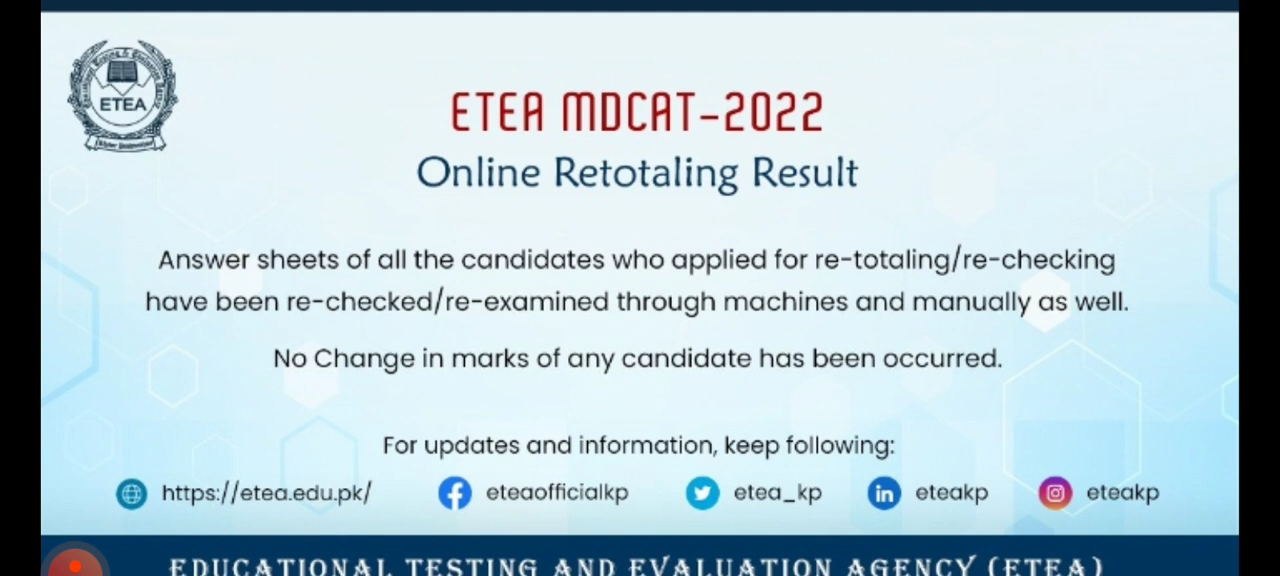 ETEA
ETEA MDCAT-2022
Online Retotaling Result
Answer sheets of all the candidates who applied for re-totaling/re-checking
have been re-checked/re-examined through machines and manually as well.
No Change in marks of any candidate has been occurred.
For updates and information, keep following:
https://etea.edu.pk/ eteaofficialkp etea_kp eteakp eteakp
EDUCATIONAL TESTING AND EVALUATION AGENCY (ETEA)